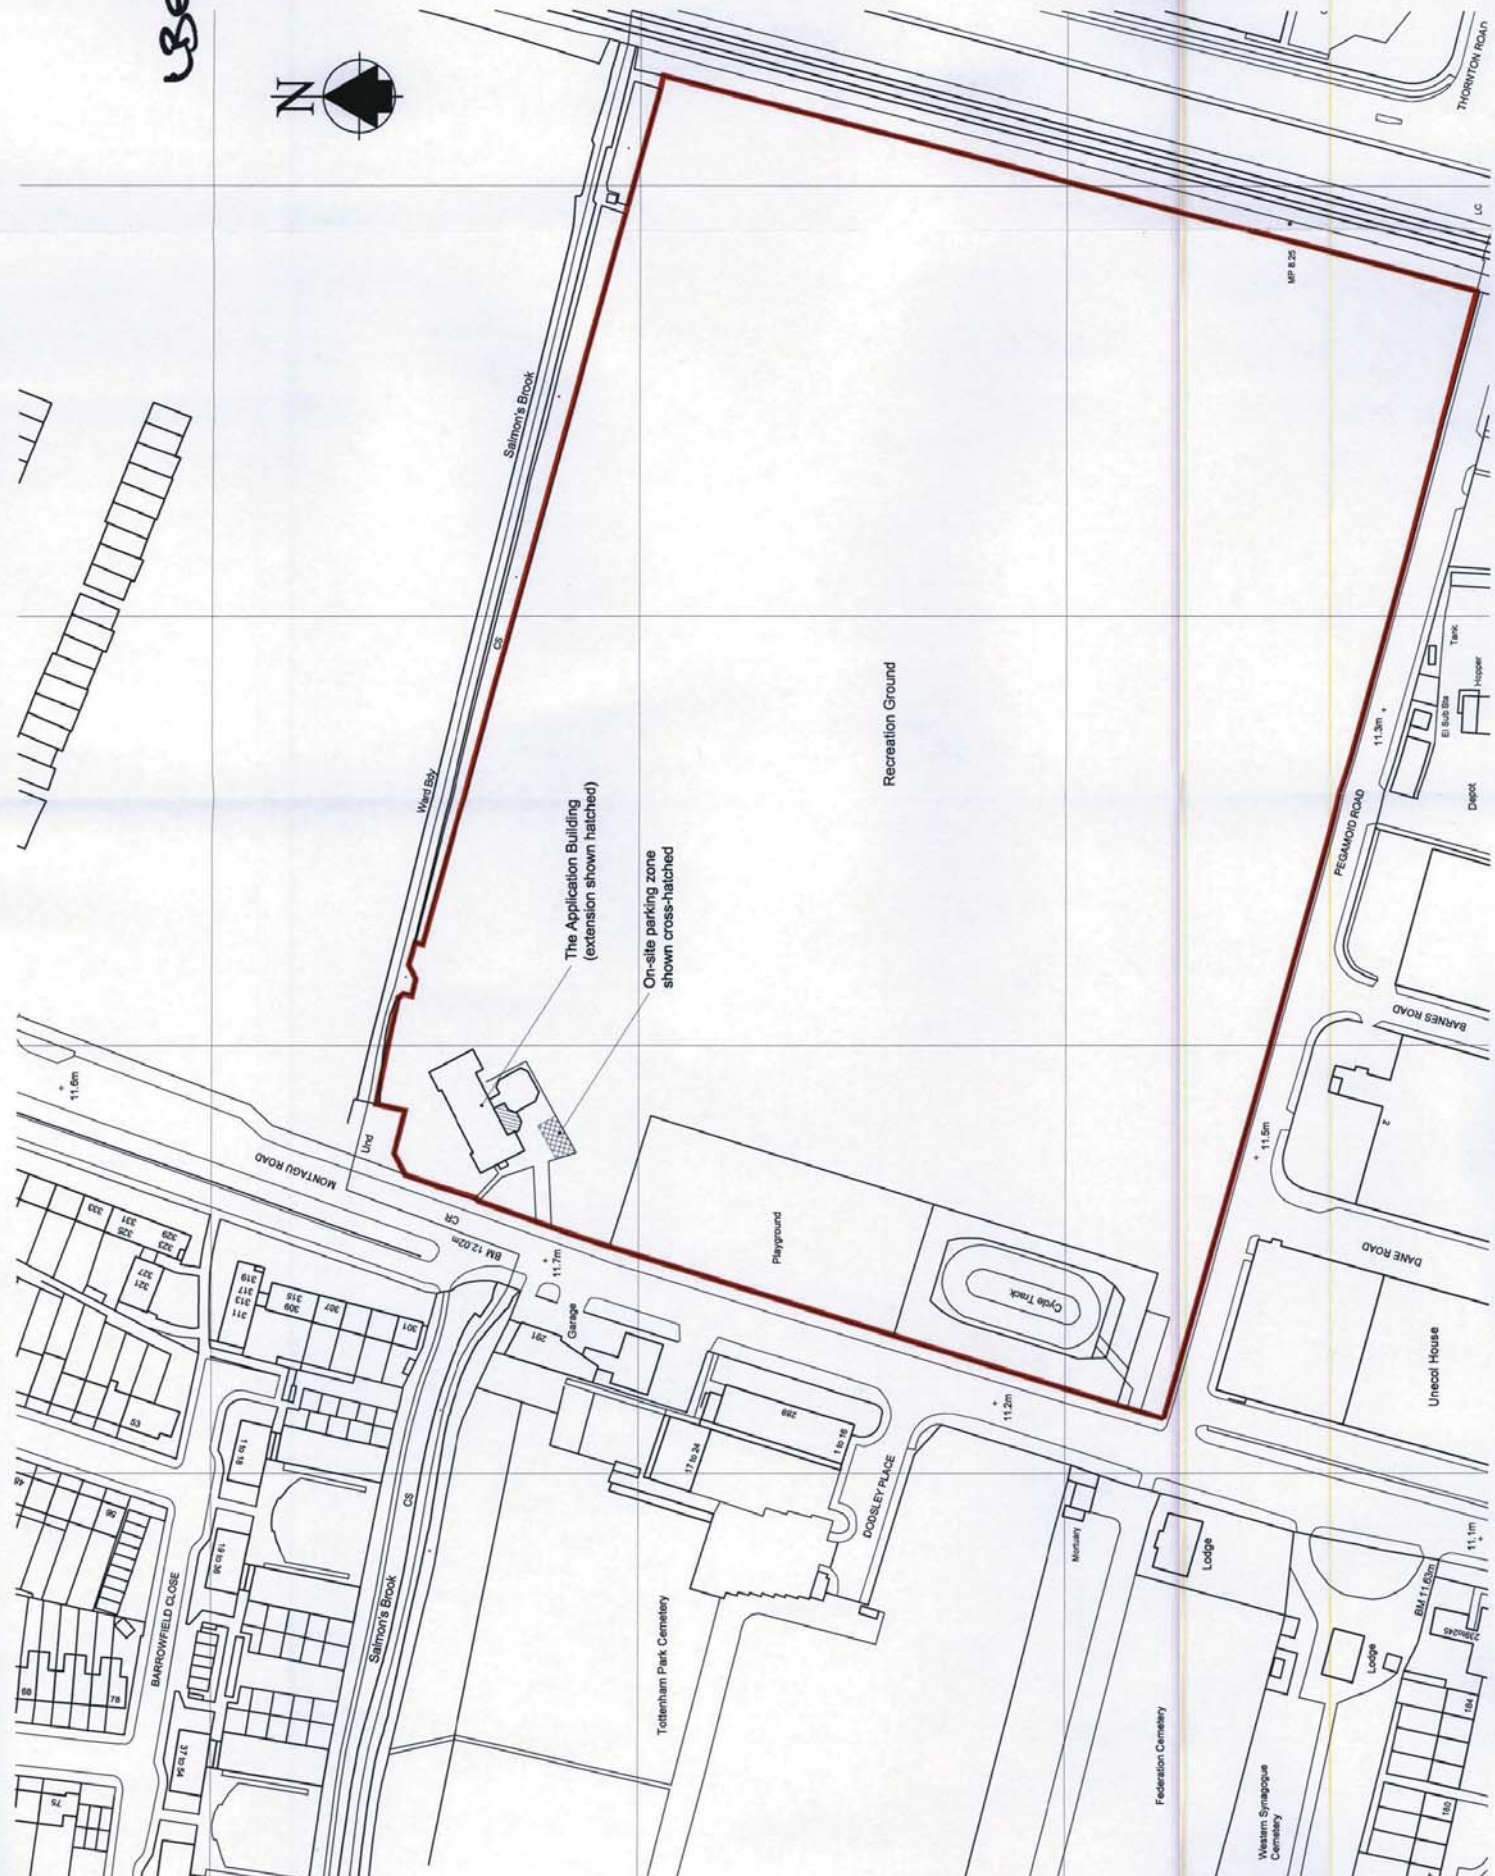 N
THORNTON ROAD
LC
MP 8.25
Salmon's Brook
CS
Ward Bdy
Recreation Ground
The Application Building
(extension shown hatched)
On-site parking zone
shown cross-hatched
Tank
Hopper
El Sub Sta
Depot
11.3m
PEGAMOID ROAD
BARNES ROAD
2
11.5m
DANE ROAD
Unecol House
11.6m
Und
MONTAGU ROAD
CR
BM 12.02m
11.7m
Playground
Cycle Track
333
331
325
329
323
327
321
319
317
313
311
315
309
307
301
291
Garage
53
289
1 to 16
17 to 24
11.2m
DODSLEY PLACE
1 to 18
19 to 36
37 to 54
BARROWFIELD CLOSE
68
78
75
CS
Salmon's Brook
Tottenham Park Cemetery
Mortuary
Lodge
Federation Cemetery
Western Synagogue
Cemetery
Lodge
BM 11.63m
11.1m
239to245
184
180